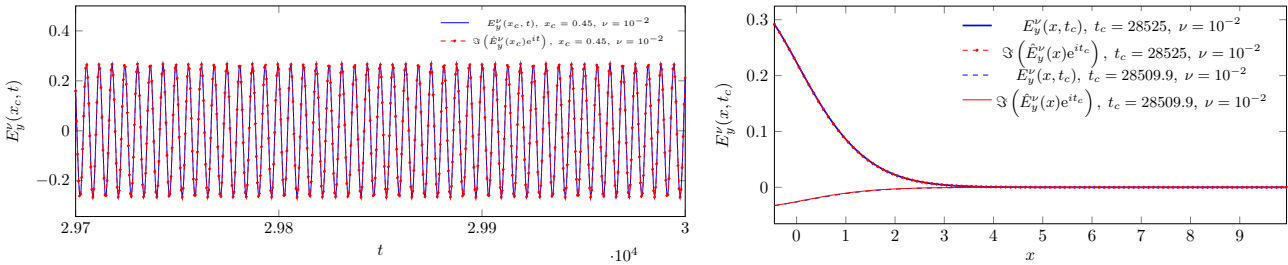 0.4
0.2
0
−0.2
2.97
2.98
2.99
3
·10⁴
t
E_y^ν(x_c, t)
E_y^ν(x_c, t), x_c = 0.45, ν = 10⁻²
ℑ(Ê_y^ν(x_c)e^{it}), x_c = 0.45, ν = 10⁻²
0.3
0.2
0.1
0
0
1
2
3
4
5
6
7
8
9
x
E_y^ν(x, t_c)
E_y^ν(x, t_c), t_c = 28525, ν = 10⁻²
ℑ(Ê_y^ν(x)e^{it_c}), t_c = 28525, ν = 10⁻²
E_y^ν(x, t_c), t_c = 28509.9, ν = 10⁻²
ℑ(Ê_y^ν(x)e^{it_c}), t_c = 28509.9, ν = 10⁻²